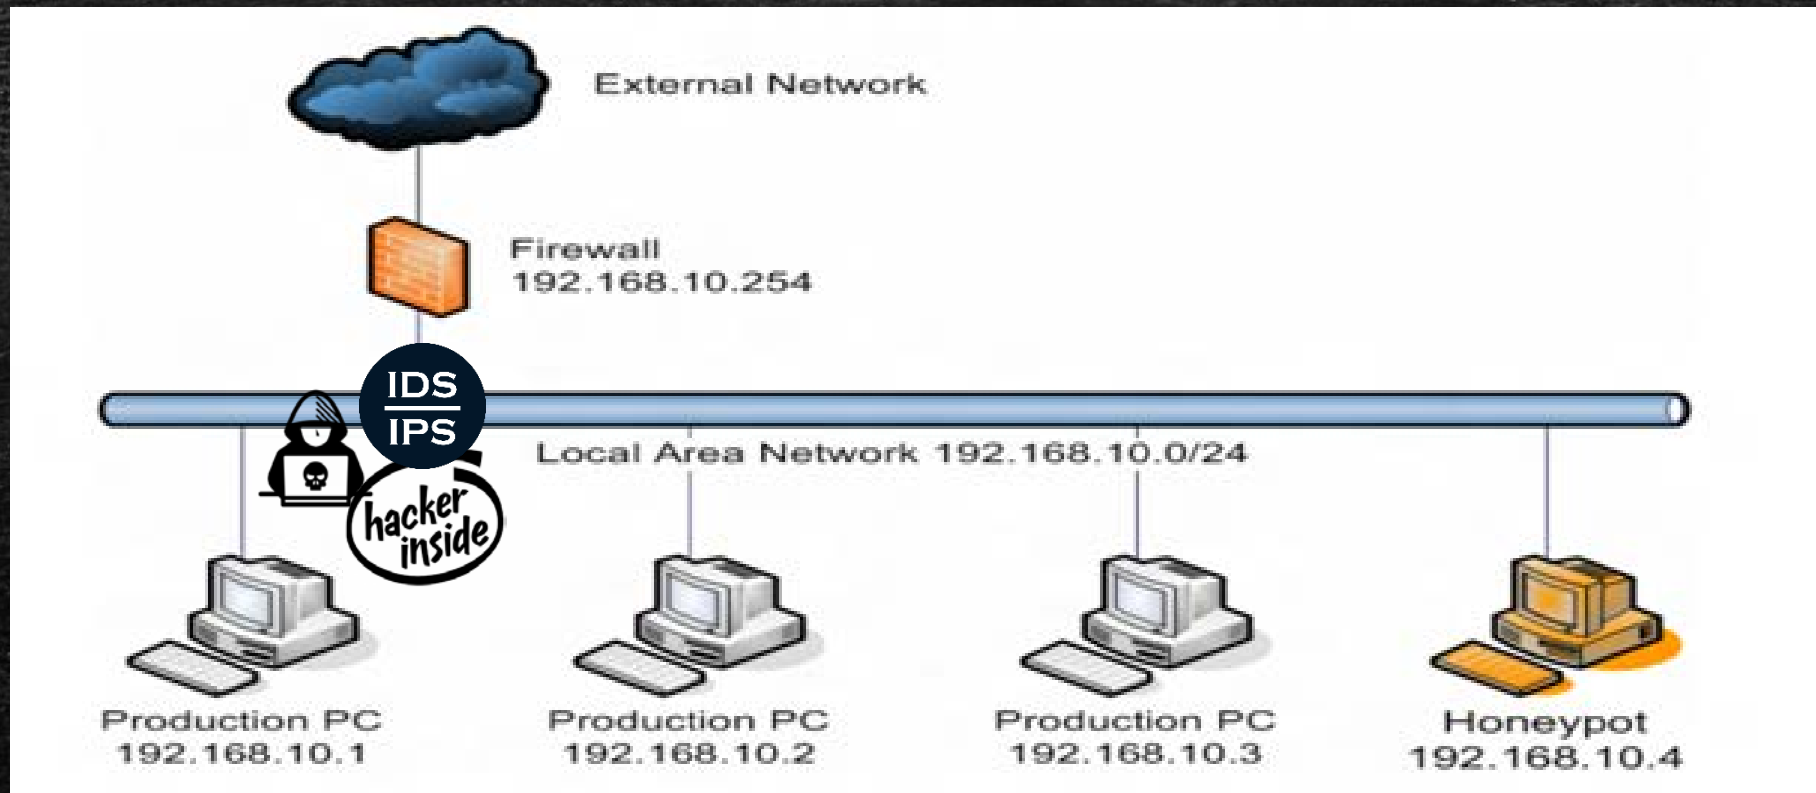 External Network
Firewall
192.168.10.254
IDS
IPS
Local Area Network 192.168.10.0/24
hacker
inside
Production PC
192.168.10.1
Production PC
192.168.10.2
Production PC
192.168.10.3
Honeypot
192.168.10.4